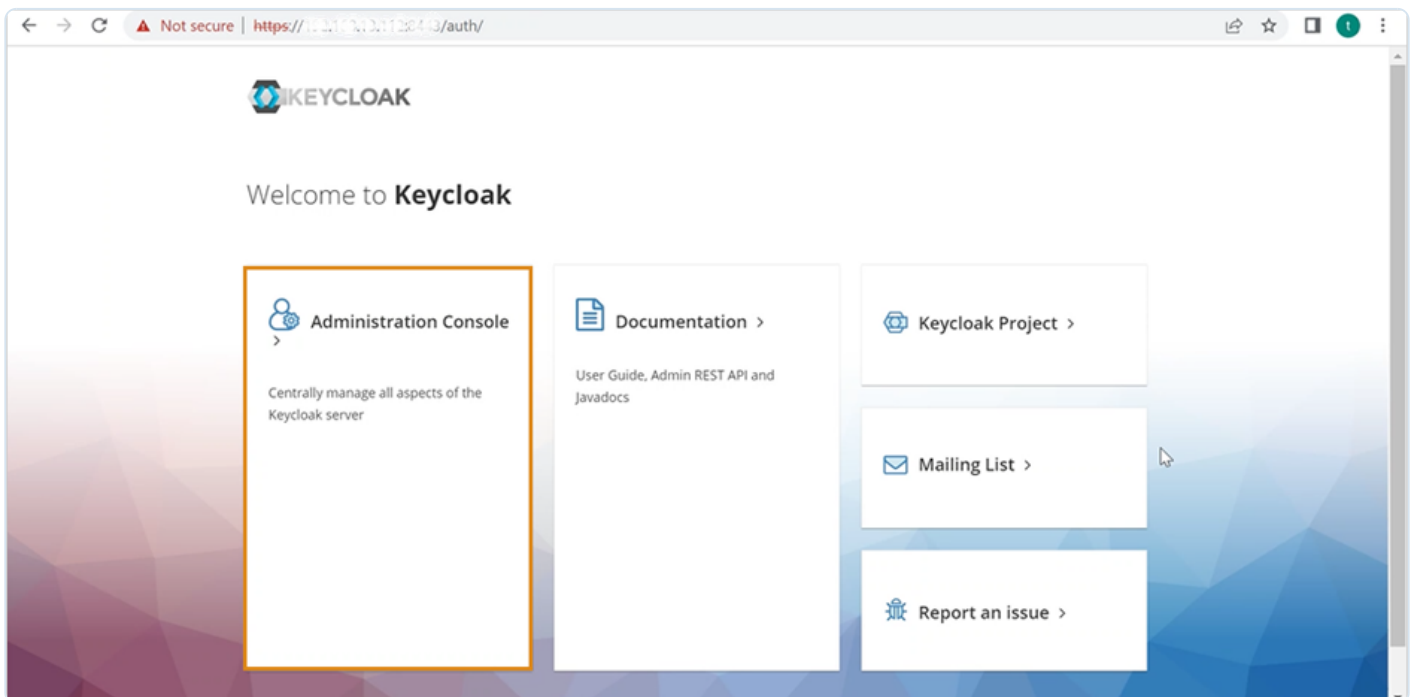 Not secure | https:// /auth/
t
KEYCLOAK
Welcome to Keycloak
Administration Console
>
Centrally manage all aspects of the
Keycloak server
Documentation >
User Guide, Admin REST API and
Javadocs
Keycloak Project >
Mailing List >
Report an issue >